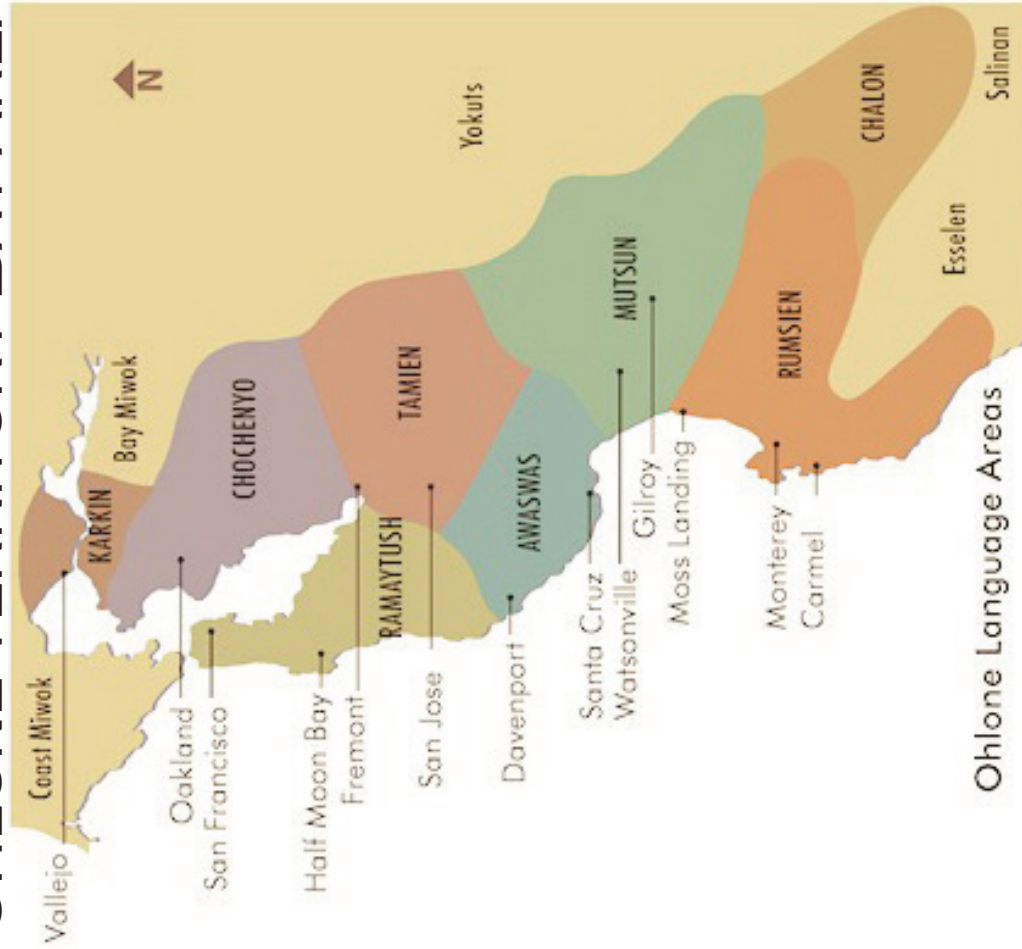 N
Coast Miwok
Vallejo
KARKIN
Bay Miwok
Oakland
San Francisco
CHOCHENYO
Yokuts
Half Moon Bay
Fremont
RAMAYTUSH
TAMIEN
San Jose
Davenport
AWASWAS
Santa Cruz
Watsonville
MUTSUN
Gilroy
Moss Landing
Monterey
Carmel
RUMSIEN
CHALON
Esselen
Salinan
Ohlone Language Areas